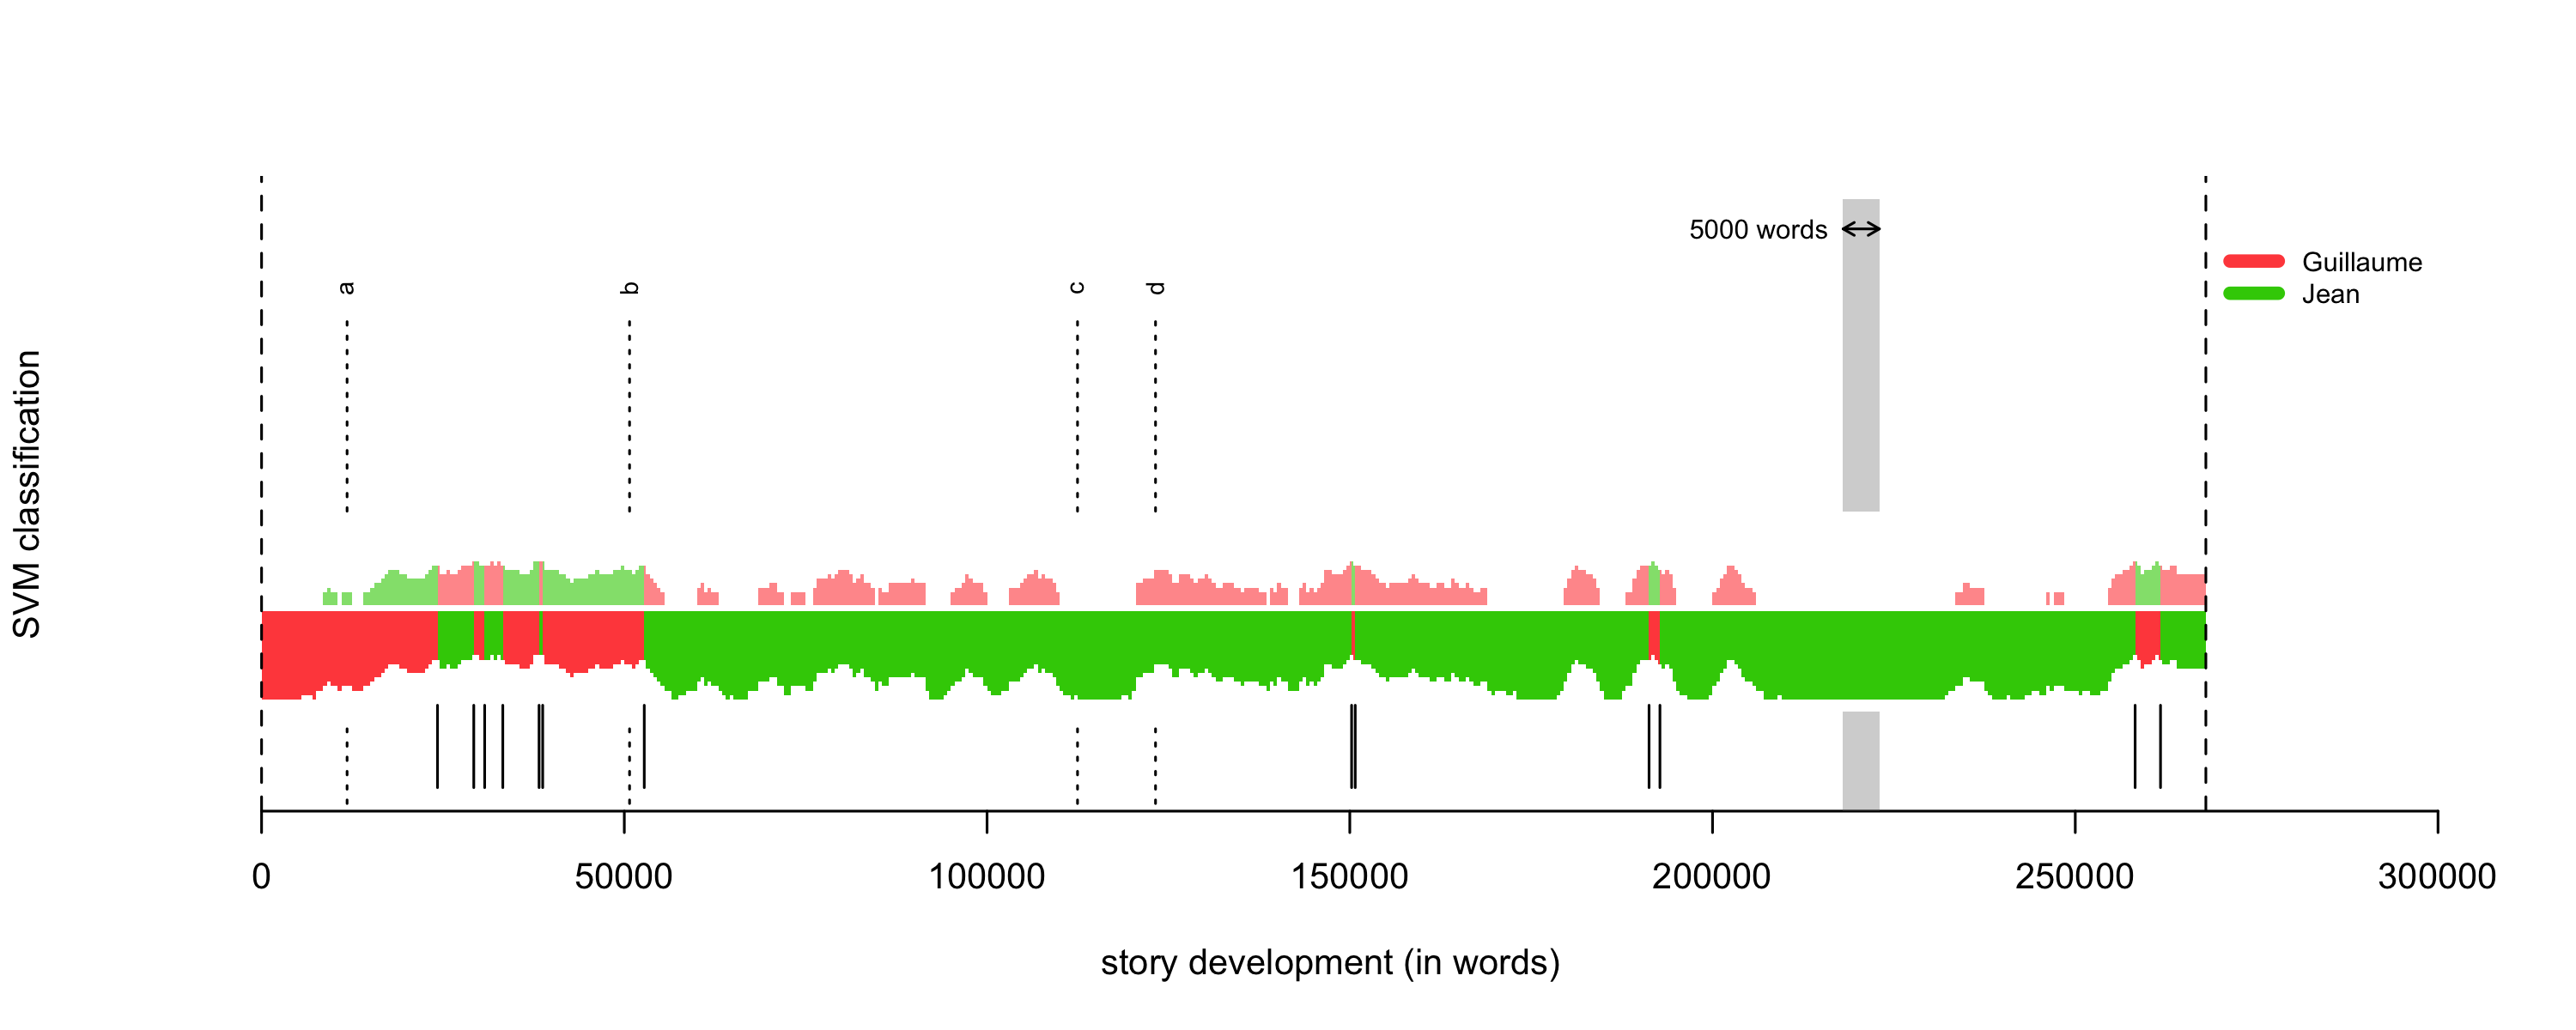 5000 words
Guillaume
Jean
a
b
c
d
SVM classification
0
50000
100000
150000
200000
250000
300000
story development (in words)